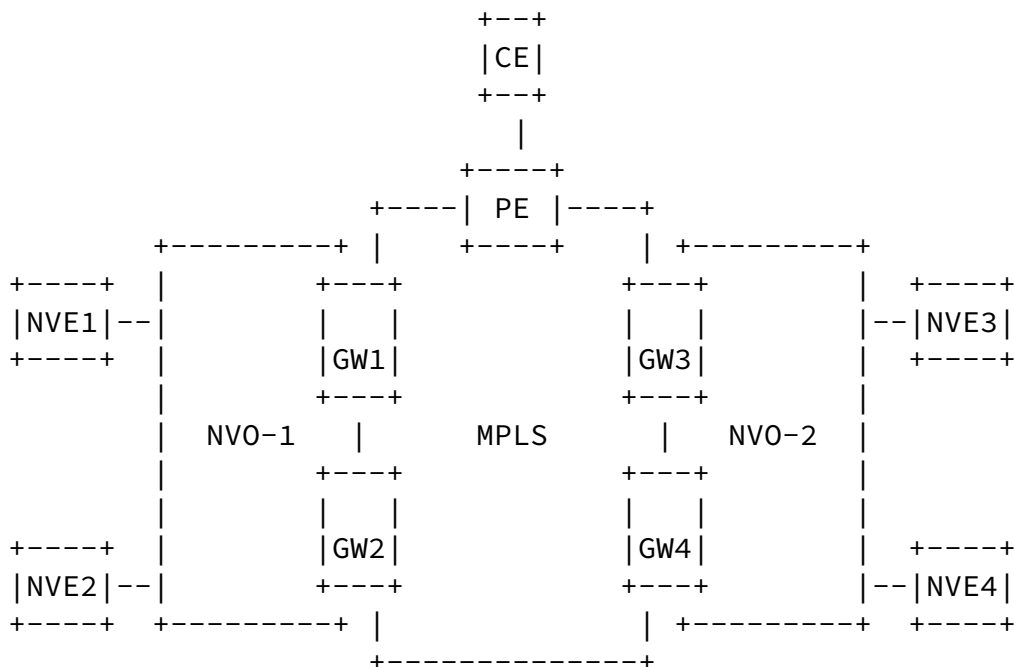 CE
PE
NVE1 NVE3
GW1 GW3
NVO-1 MPLS NVO-2
GW2 GW4
NVE2 NVE4